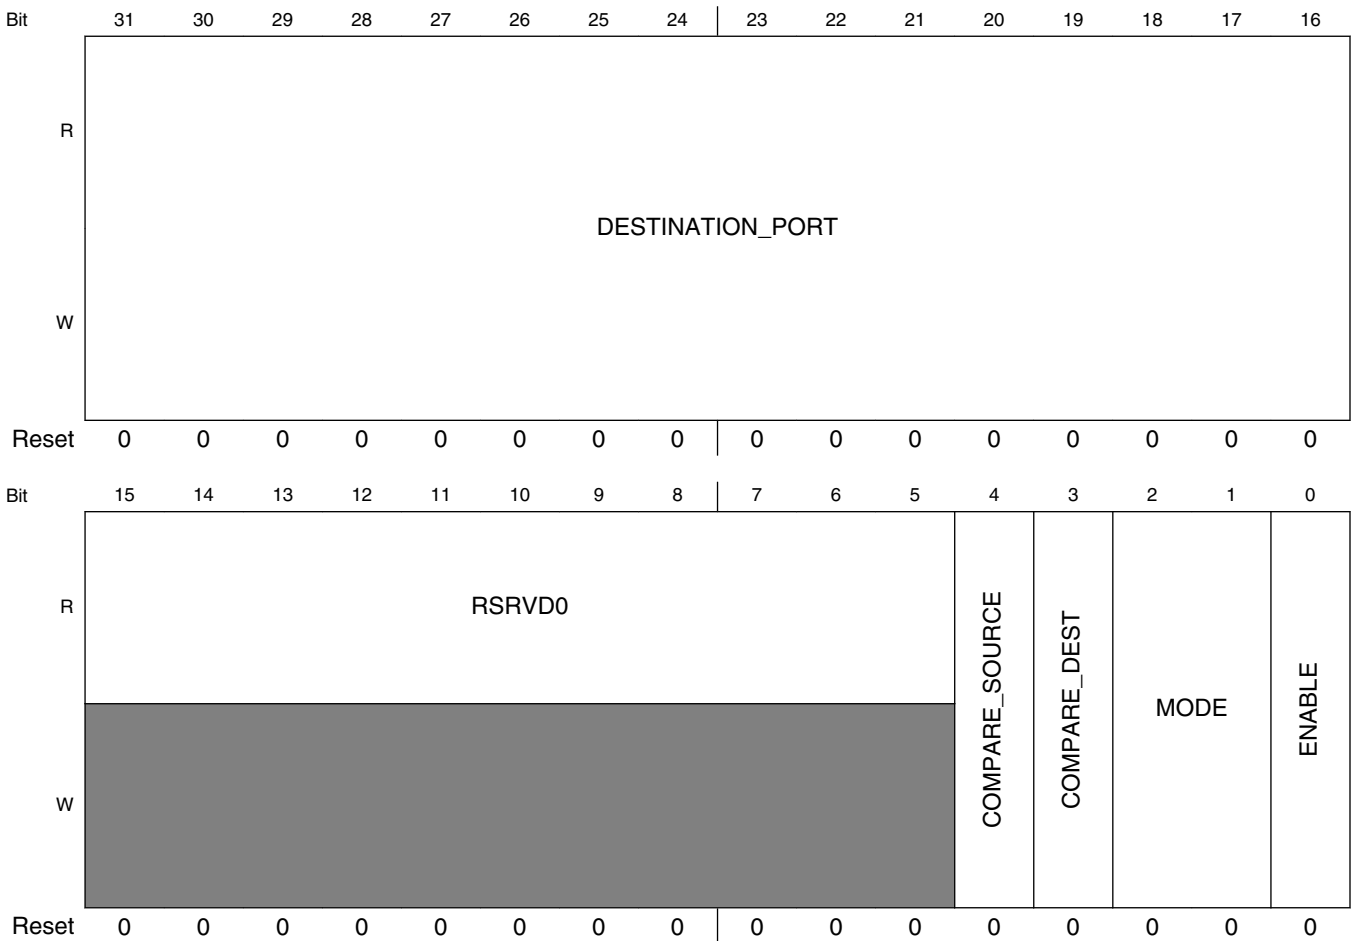 Bit 31 30 29 28 27 26 25 24 23 22 21 20 19 18 17 16
R
DESTINATION_PORT
W
Reset 0 0 0 0 0 0 0 0 0 0 0 0 0 0 0 0
Bit 15 14 13 12 11 10 9 8 7 6 5 4 3 2 1 0
R RSRVD0
COMPARE_SOURCE
COMPARE_DEST
MODE
ENABLE
W
Reset 0 0 0 0 0 0 0 0 0 0 0 0 0 0 0 0